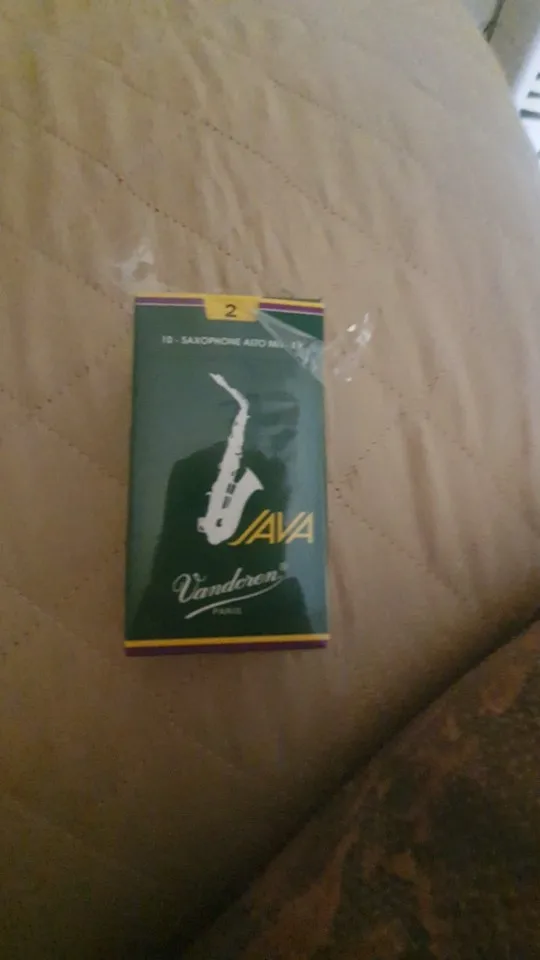 2
10 - SAXOPHONE ALTO
JAVA
Vandoren
PARIS